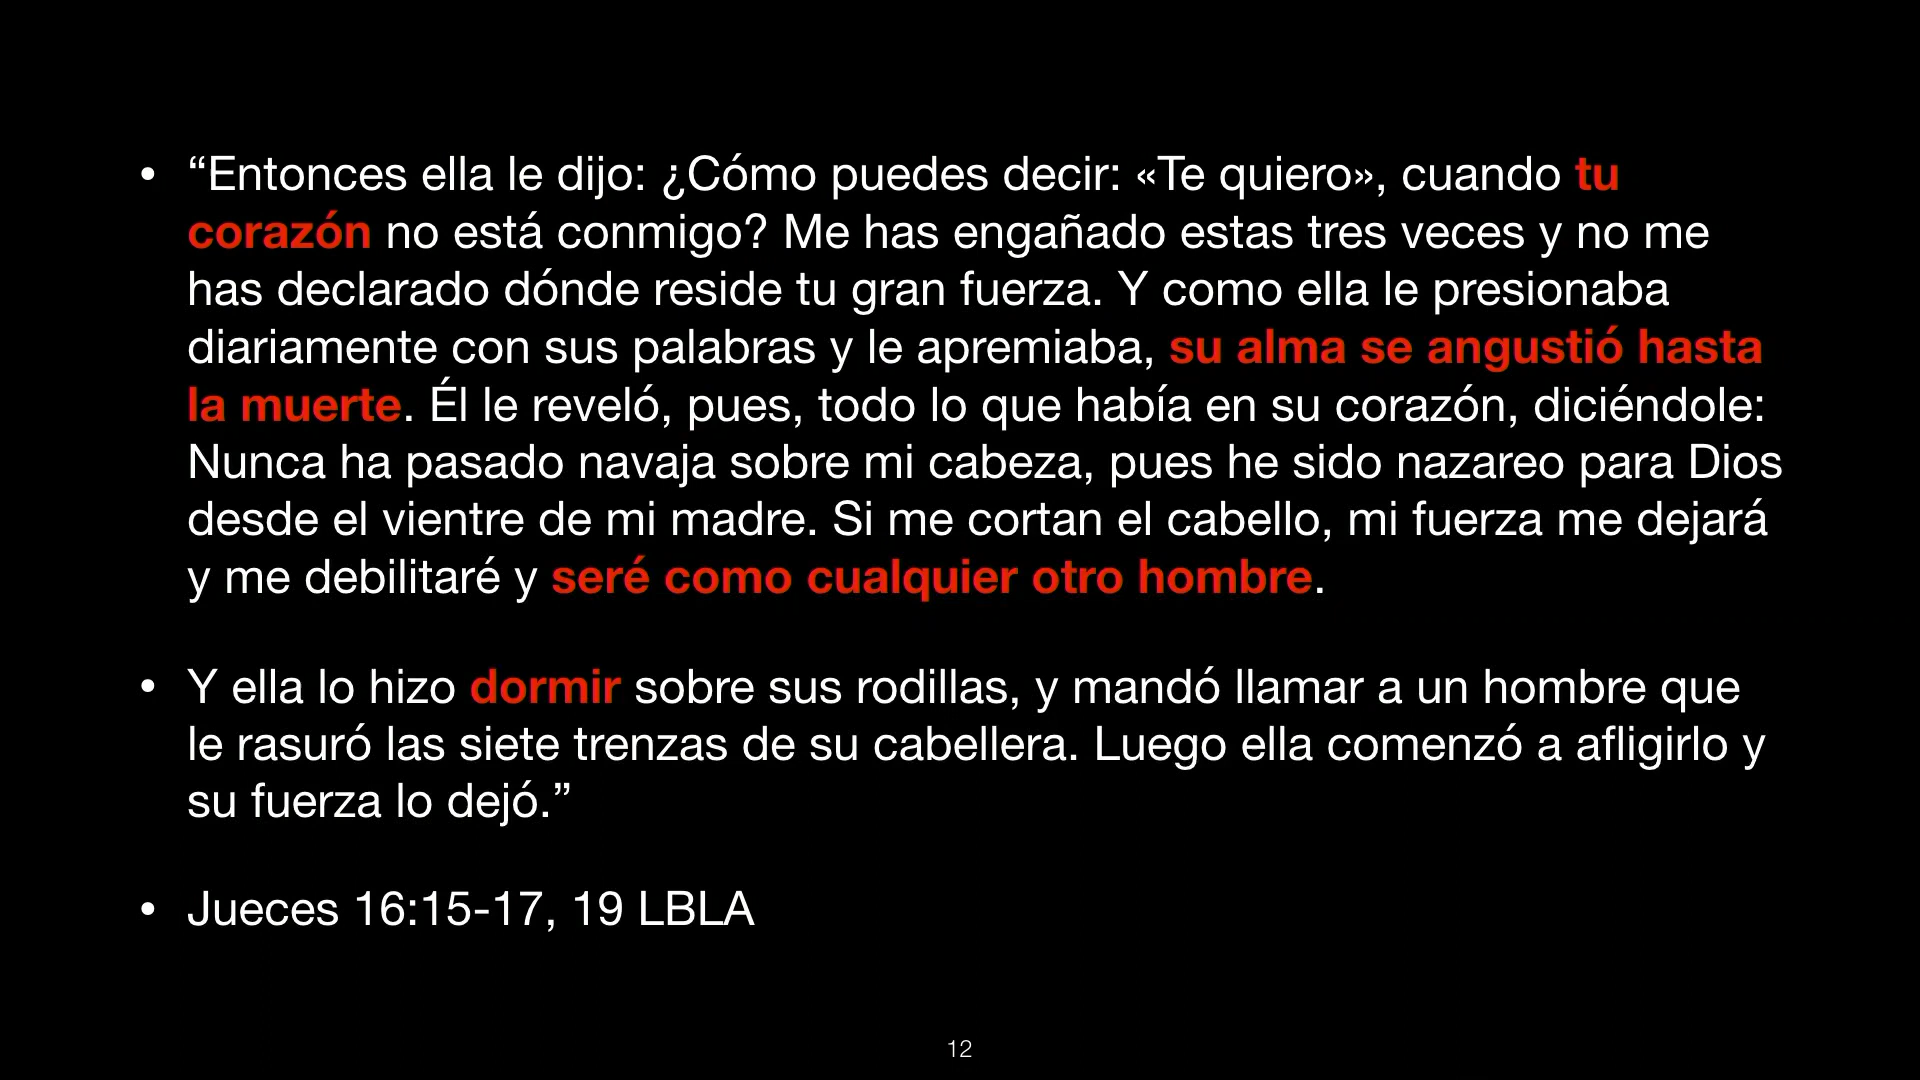 • “Entonces ella le dijo: ¿Cómo puedes decir: «Te quiero», cuando tu
corazón no está conmigo? Me has engañado estas tres veces y no me
has declarado dónde reside tu gran fuerza. Y como ella le presionaba
diariamente con sus palabras y le apremiaba, su alma se angustió hasta
la muerte. Él le reveló, pues, todo lo que había en su corazón, diciéndole:
Nunca ha pasado navaja sobre mi cabeza, pues he sido nazareo para Dios
desde el vientre de mi madre. Si me cortan el cabello, mi fuerza me dejará
y me debilitaré y seré como cualquier otro hombre.
• Y ella lo hizo dormir sobre sus rodillas, y mandó llamar a un hombre que
le rasuró las siete trenzas de su cabellera. Luego ella comenzó a afligirlo y
su fuerza lo dejó.”
• Jueces 16:15-17, 19 LBLA
12